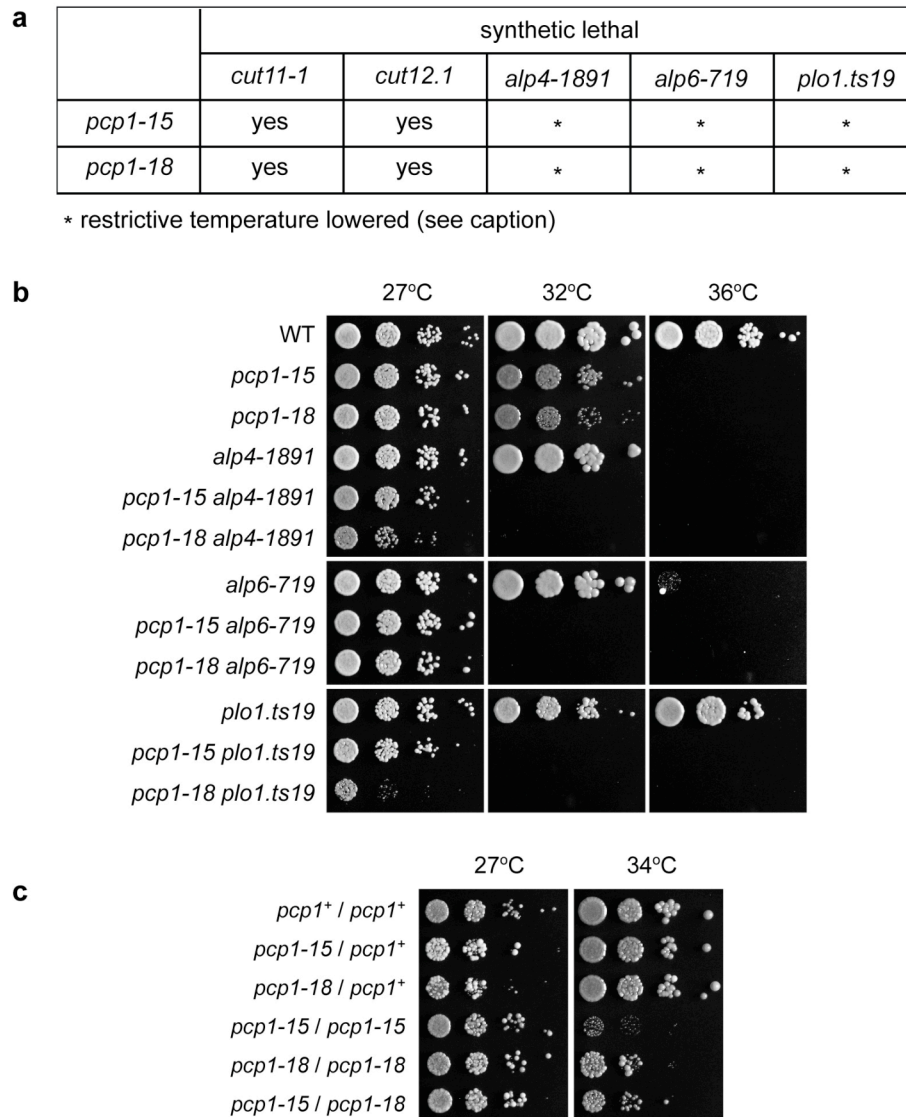 a
synthetic lethal
cut11-1 cut12.1 alp4-1891 alp6-719 plo1.ts19
pcp1-15 yes yes * * *
pcp1-18 yes yes * * *
* restrictive temperature lowered (see caption)
b
27°C 32°C 36°C
WT
pcp1-15
pcp1-18
alp4-1891
pcp1-15 alp4-1891
pcp1-18 alp4-1891
alp6-719
pcp1-15 alp6-719
pcp1-18 alp6-719
plo1.ts19
pcp1-15 plo1.ts19
pcp1-18 plo1.ts19
c
27°C 34°C
pcp1⁺ / pcp1⁺
pcp1-15 / pcp1⁺
pcp1-18 / pcp1⁺
pcp1-15 / pcp1-15
pcp1-18 / pcp1-18
pcp1-15 / pcp1-18